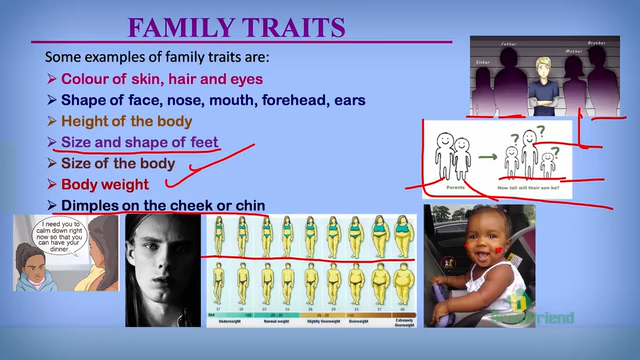 FAMILY TRAITS
Some examples of family traits are:
Colour of skin, hair and eyes
Shape of face, nose, mouth, forehead, ears
Height of the body
Size and shape of feet
Size of the body
Body weight
Dimples on the cheek or chin
Father
Mother
Brother
?
?
?
Parents
How tall will their son be?
I need you to
calm down right
now so that you
can have your
dinner.
Underweight
Normal weight
Slightly Overweight
Overweight
Extremely
Overweight